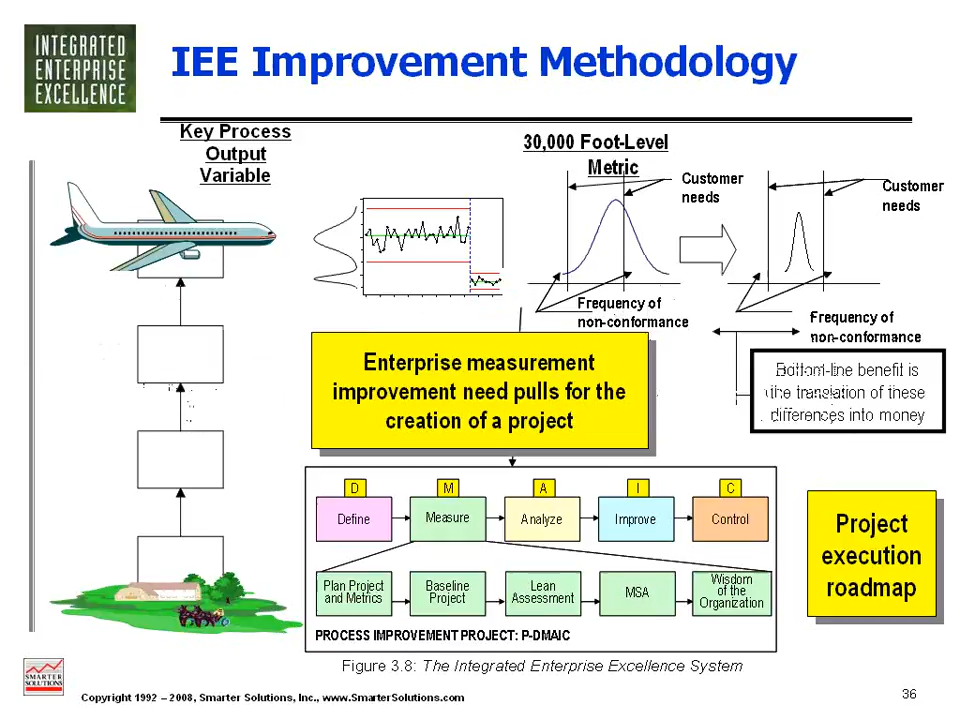 INTEGRATED
ENTERPRISE
EXCELLENCE
IEE Improvement Methodology
Key Process
Output
Variable
30,000 Foot-Level
Metric
Customer
needs
Customer
needs
Frequency of
non-conformance
Frequency of
non-conformance
Enterprise measurement
improvement need pulls for the
creation of a project
Bottom-line benefit is
the translation of these
differences into money
D
M
A
I
C
Define
Measure
Analyze
Improve
Control
Plan Project
and Metrics
Baseline
Project
Lean
Assessment
MSA
Wisdom
of the
Organization
PROCESS IMPROVEMENT PROJECT: P-DMAIC
Project
execution
roadmap
Figure 3.8: The Integrated Enterprise Excellence System
SMARTER
SOLUTIONS
Copyright 1992 – 2008, Smarter Solutions, Inc., www.SmarterSolutions.com
36